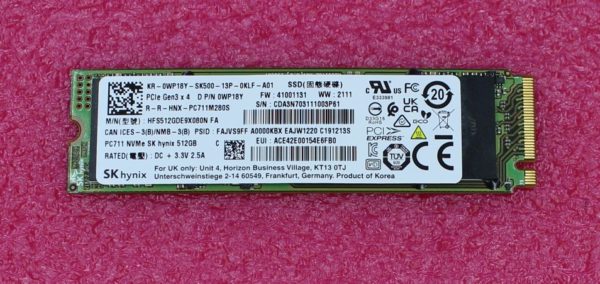 KR - 0WP18Y -SK500 -13P -0KLF - A01 SSD(固態硬碟)
PCIe Gen3 x 4 D P/N 0WP18Y FW : 41001131 WW : 2111
R - R - HNX - PC711M280S S/N : CDA3N703111003P61
M/N(型號) : HFS512GDE9X080N FA
CAN ICES-3(B)/NMB-3(B) PSID : FAJVS9FF A0000KBX EAJW1220 C191213S
PC711 NVMe SK hynix 512GB C EUI : ACE42E00154E6FB0
RATED(電源) : DC + 3.3V 2.5A
SK hynix
For UK only: Unit 4, Horizon Business Village, KT13 0TJ
Unterschweinstiege 2-14 60549, Frankfurt, Germany. Product of Korea
20
UK CA
D33019
RoHS
PCI EXPRESS
TUV